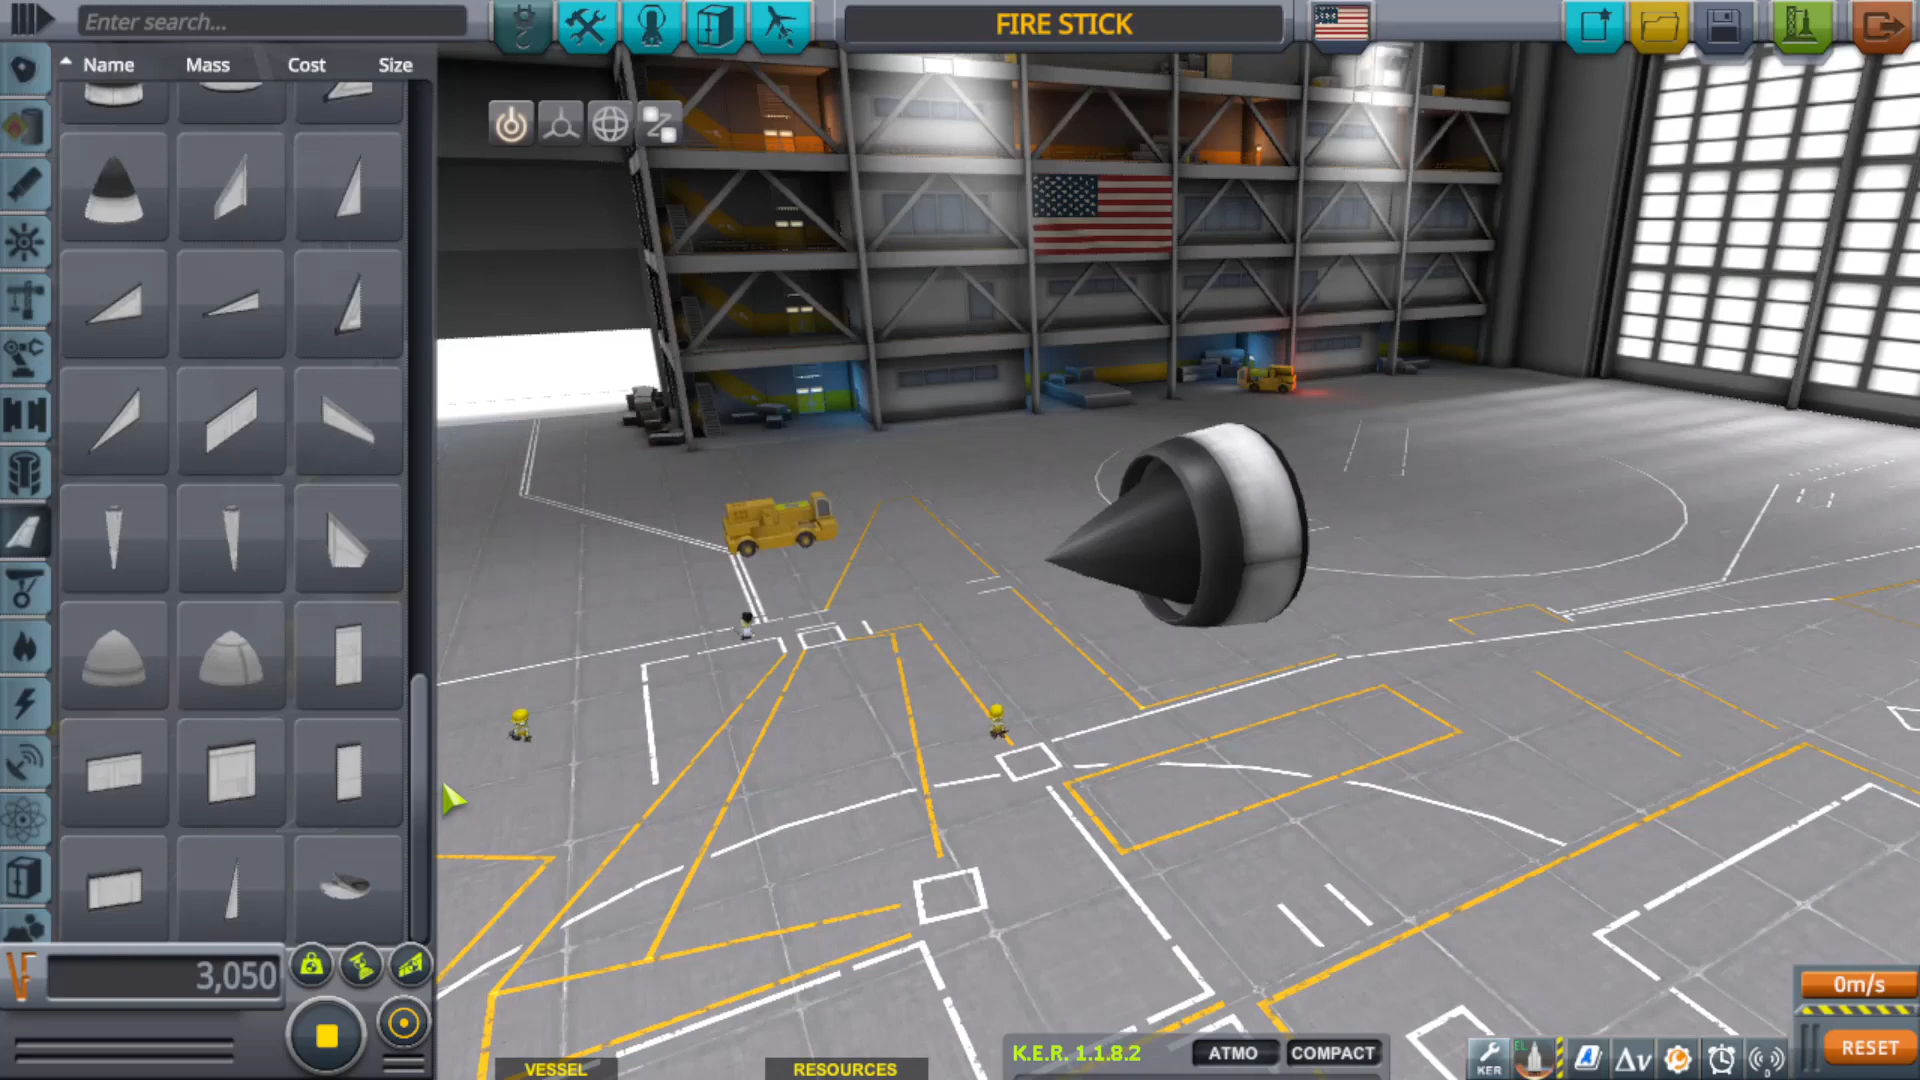 Enter search...
FIRE STICK
Name Mass Cost Size
3,050
0m/s
K.E.R. 1.1.8.2 ATMO COMPACT
VESSEL RESOURCES
KER
EL
Δv
RESET